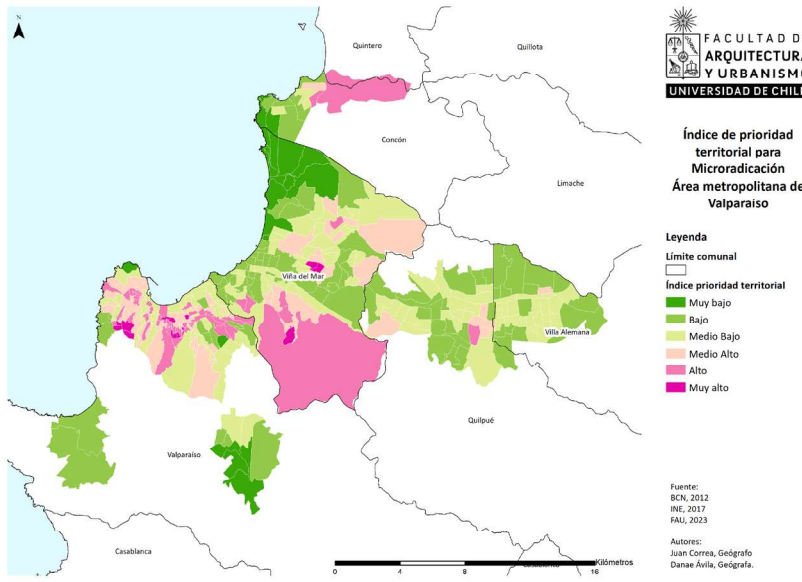 N
Quintero
Quillota
Concón
Limache
Viña del Mar
Villa Alemana
Quilpué
Valparaíso
Casablanca
Kilómetros
0 4 8 16
FACULTAD D
ARQUITECTURA
Y URBANISMO
UNIVERSIDAD DE CHILE
Índice de prioridad
territorial para
Microradicación
Área metropolitana de
Valparaíso
Leyenda
Límite comunal
Índice prioridad territorial
Muy bajo
Bajo
Medio Bajo
Medio Alto
Alto
Muy alto
Fuente:
BCN, 2012
INE, 2017
FAU, 2023
Autores:
Juan Correa, Geógrafo
Danae Ávila, Geógrafa.